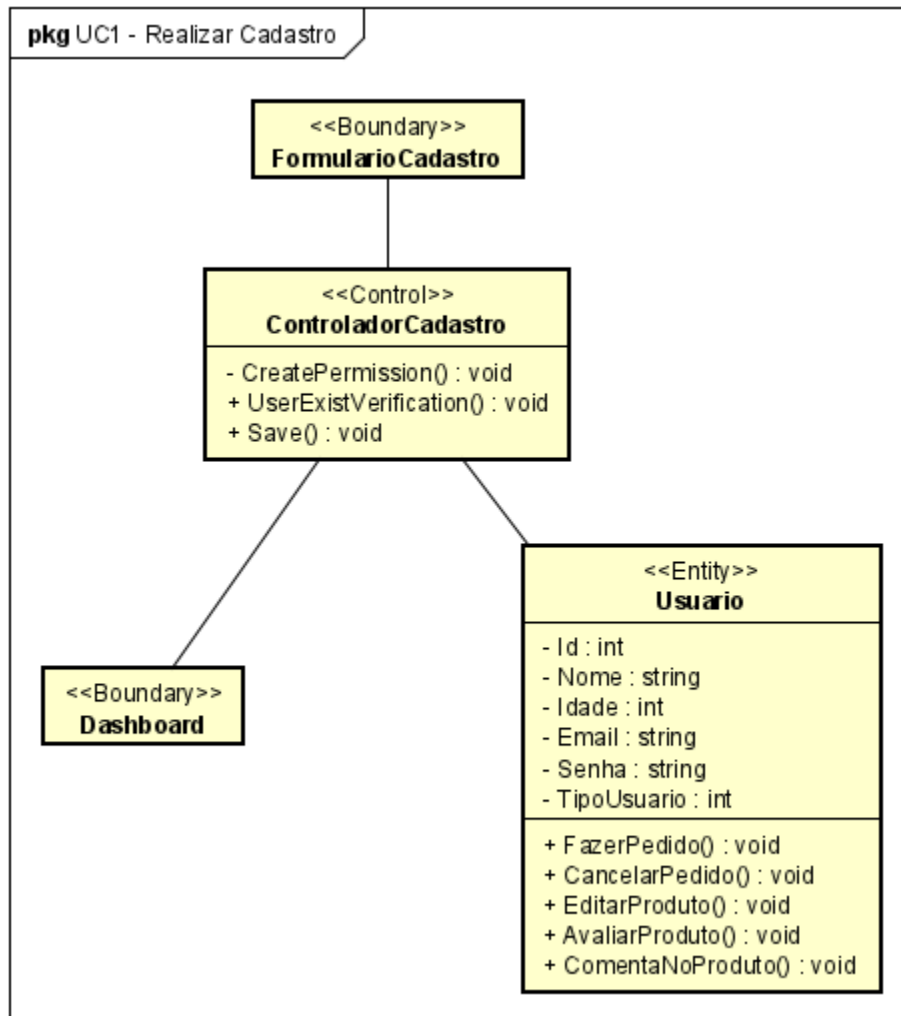 pkg UC1 - Realizar Cadastro
<<Boundary>>
FormularioCadastro
<<Control>>
ControladorCadastro
- CreatePermission() : void
+ UserExistVerification() : void
+ Save() : void
<<Boundary>>
Dashboard
<<Entity>>
Usuario
- Id : int
- Nome : string
- Idade : int
- Email : string
- Senha : string
- TipoUsuario : int
+ FazerPedido() : void
+ CancelarPedido() : void
+ EditarProduto() : void
+ AvaliarProduto() : void
+ ComentaNoProduto() : void